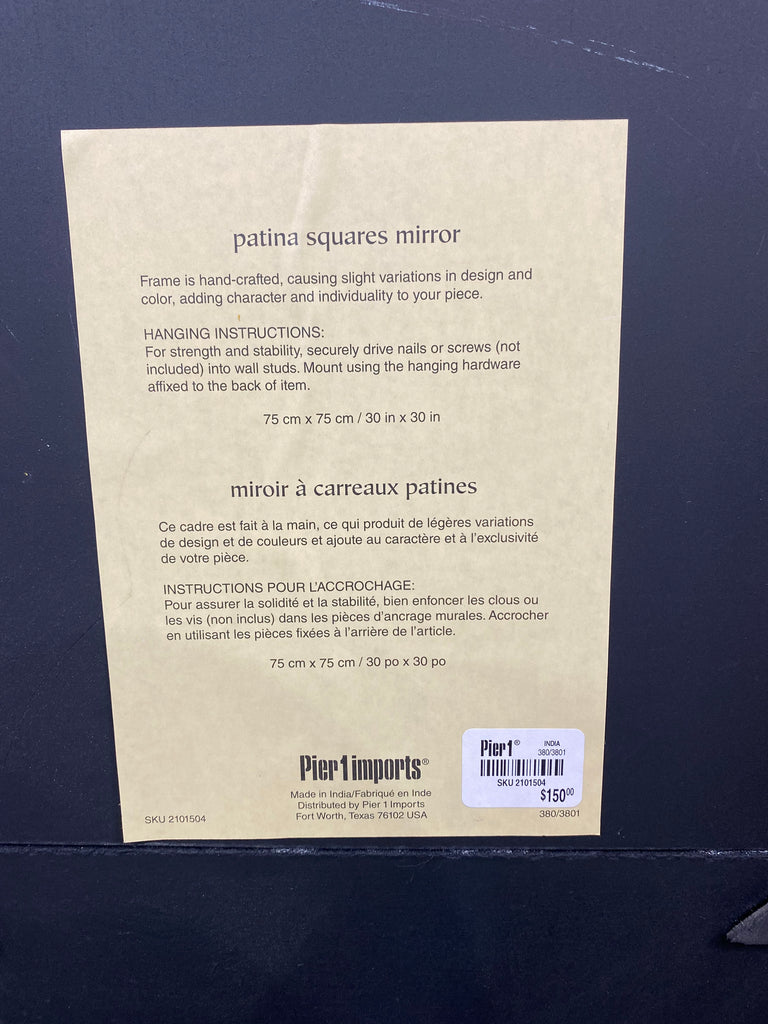 patina squares mirror
Frame is hand-crafted, causing slight variations in design and
color, adding character and individuality to your piece.
HANGING INSTRUCTIONS:
For strength and stability, securely drive nails or screws (not
included) into wall studs. Mount using the hanging hardware
affixed to the back of item.
75 cm x 75 cm / 30 in x 30 in
miroir à carreaux patines
Ce cadre est fait à la main, ce qui produit de légères variations
de design et de couleurs et ajoute au caractère et à l'exclusivité
de votre pièce.
INSTRUCTIONS POUR L'ACCROCHAGE:
Pour assurer la solidité et la stabilité, bien enfoncer les clous ou
les vis (non inclus) dans les pièces d'ancrage murales. Accrocher
en utilisant les pièces fixées à l'arrière de l'article.
75 cm x 75 cm / 30 po x 30 po
Pier 1 imports®
Made in India/Fabriqué en Inde
Distributed by Pier 1 Imports
Fort Worth, Texas 76102 USA
SKU 2101504
Pier 1®
INDIA
380/3801
SKU 2101504
$150.00
380/3801